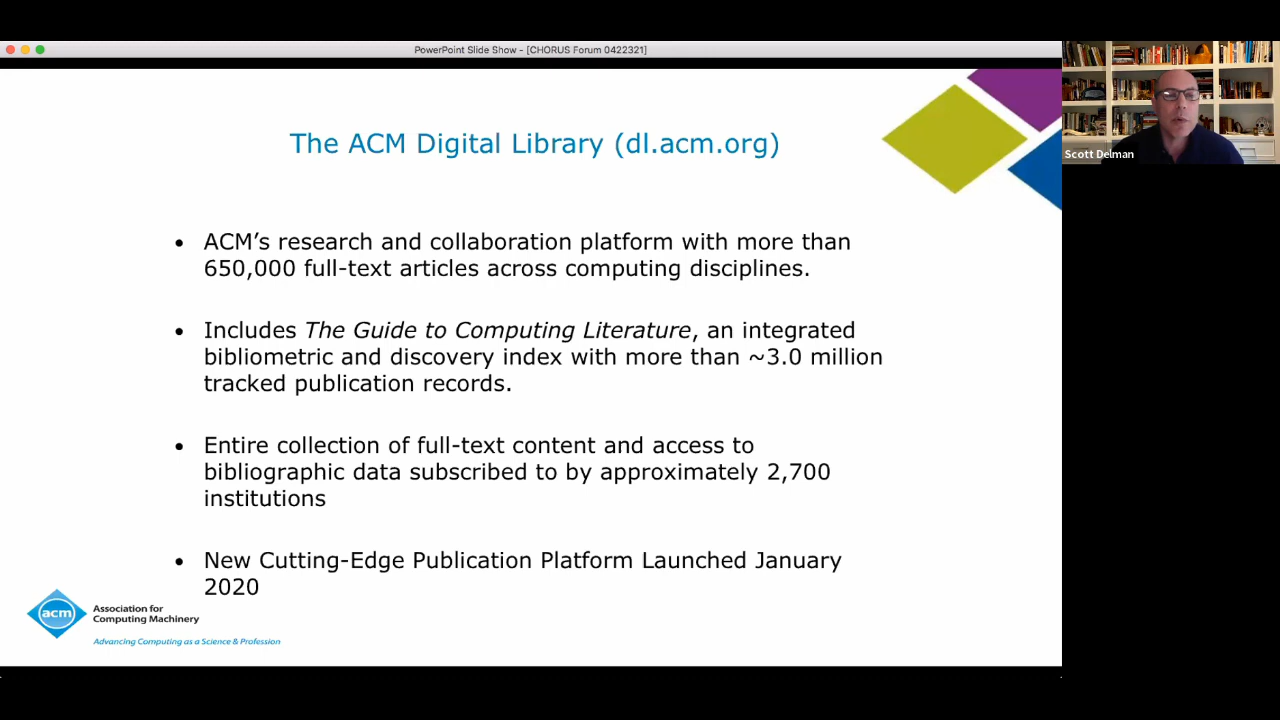 PowerPoint Slide Show - [CHORUS Forum 0422321]
The ACM Digital Library (dl.acm.org)
• ACM’s research and collaboration platform with more than
650,000 full-text articles across computing disciplines.
• Includes The Guide to Computing Literature, an integrated
bibliometric and discovery index with more than ~3.0 million
tracked publication records.
• Entire collection of full-text content and access to
bibliographic data subscribed to by approximately 2,700
institutions
• New Cutting-Edge Publication Platform Launched January
2020
acm
Association for
Computing Machinery
Advancing Computing as a Science & Profession
Scott Delman